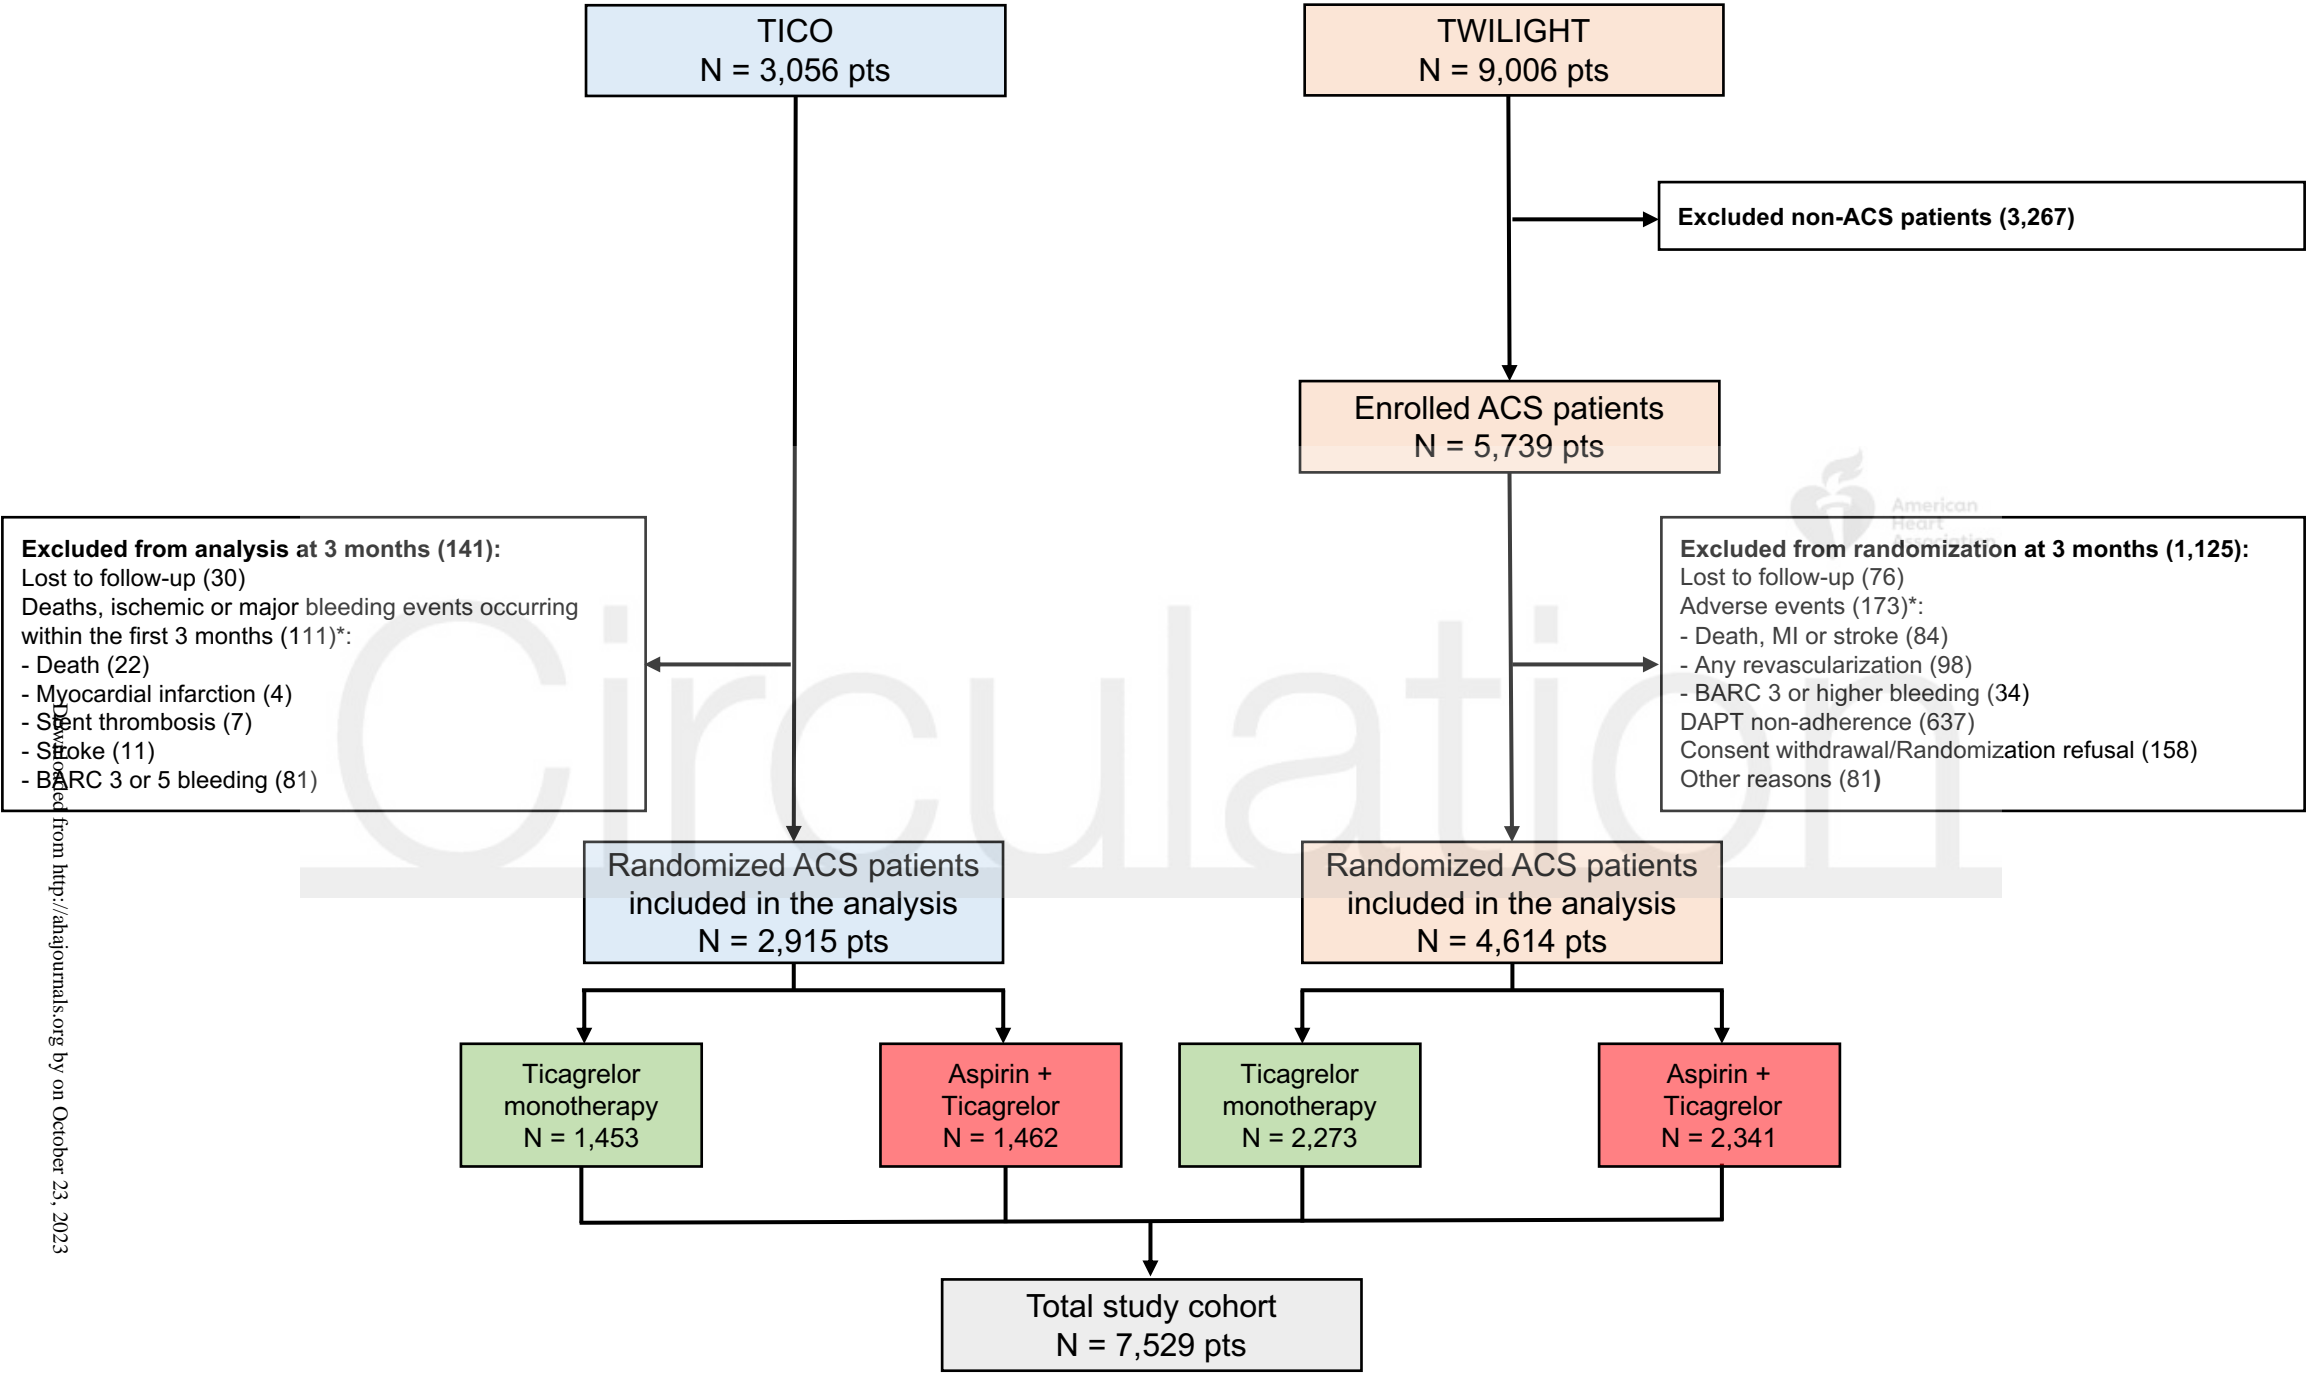 TICO
N = 3,056 pts
TWILIGHT
N = 9,006 pts
Excluded non-ACS patients (3,267)
Enrolled ACS patients
N = 5,739 pts
American
Heart
Association
Excluded from analysis at 3 months (141):
Lost to follow-up (30)
Deaths, ischemic or major bleeding events occurring
within the first 3 months (111)*:
- Death (22)
- Myocardial infarction (4)
- Stent thrombosis (7)
- Stroke (11)
- BARC 3 or 5 bleeding (81)
Excluded from randomization at 3 months (1,125):
Lost to follow-up (76)
Adverse events (173)*:
- Death, MI or stroke (84)
- Any revascularization (98)
- BARC 3 or higher bleeding (34)
DAPT non-adherence (637)
Consent withdrawal/Randomization refusal (158)
Other reasons (81)
Circulation
Randomized ACS patients
included in the analysis
N = 2,915 pts
Randomized ACS patients
included in the analysis
N = 4,614 pts
Ticagrelor
monotherapy
N = 1,453
Aspirin +
Ticagrelor
N = 1,462
Ticagrelor
monotherapy
N = 2,273
Aspirin +
Ticagrelor
N = 2,341
Total study cohort
N = 7,529 pts
Downloaded from http://ahajournals.org by on October 23, 2023